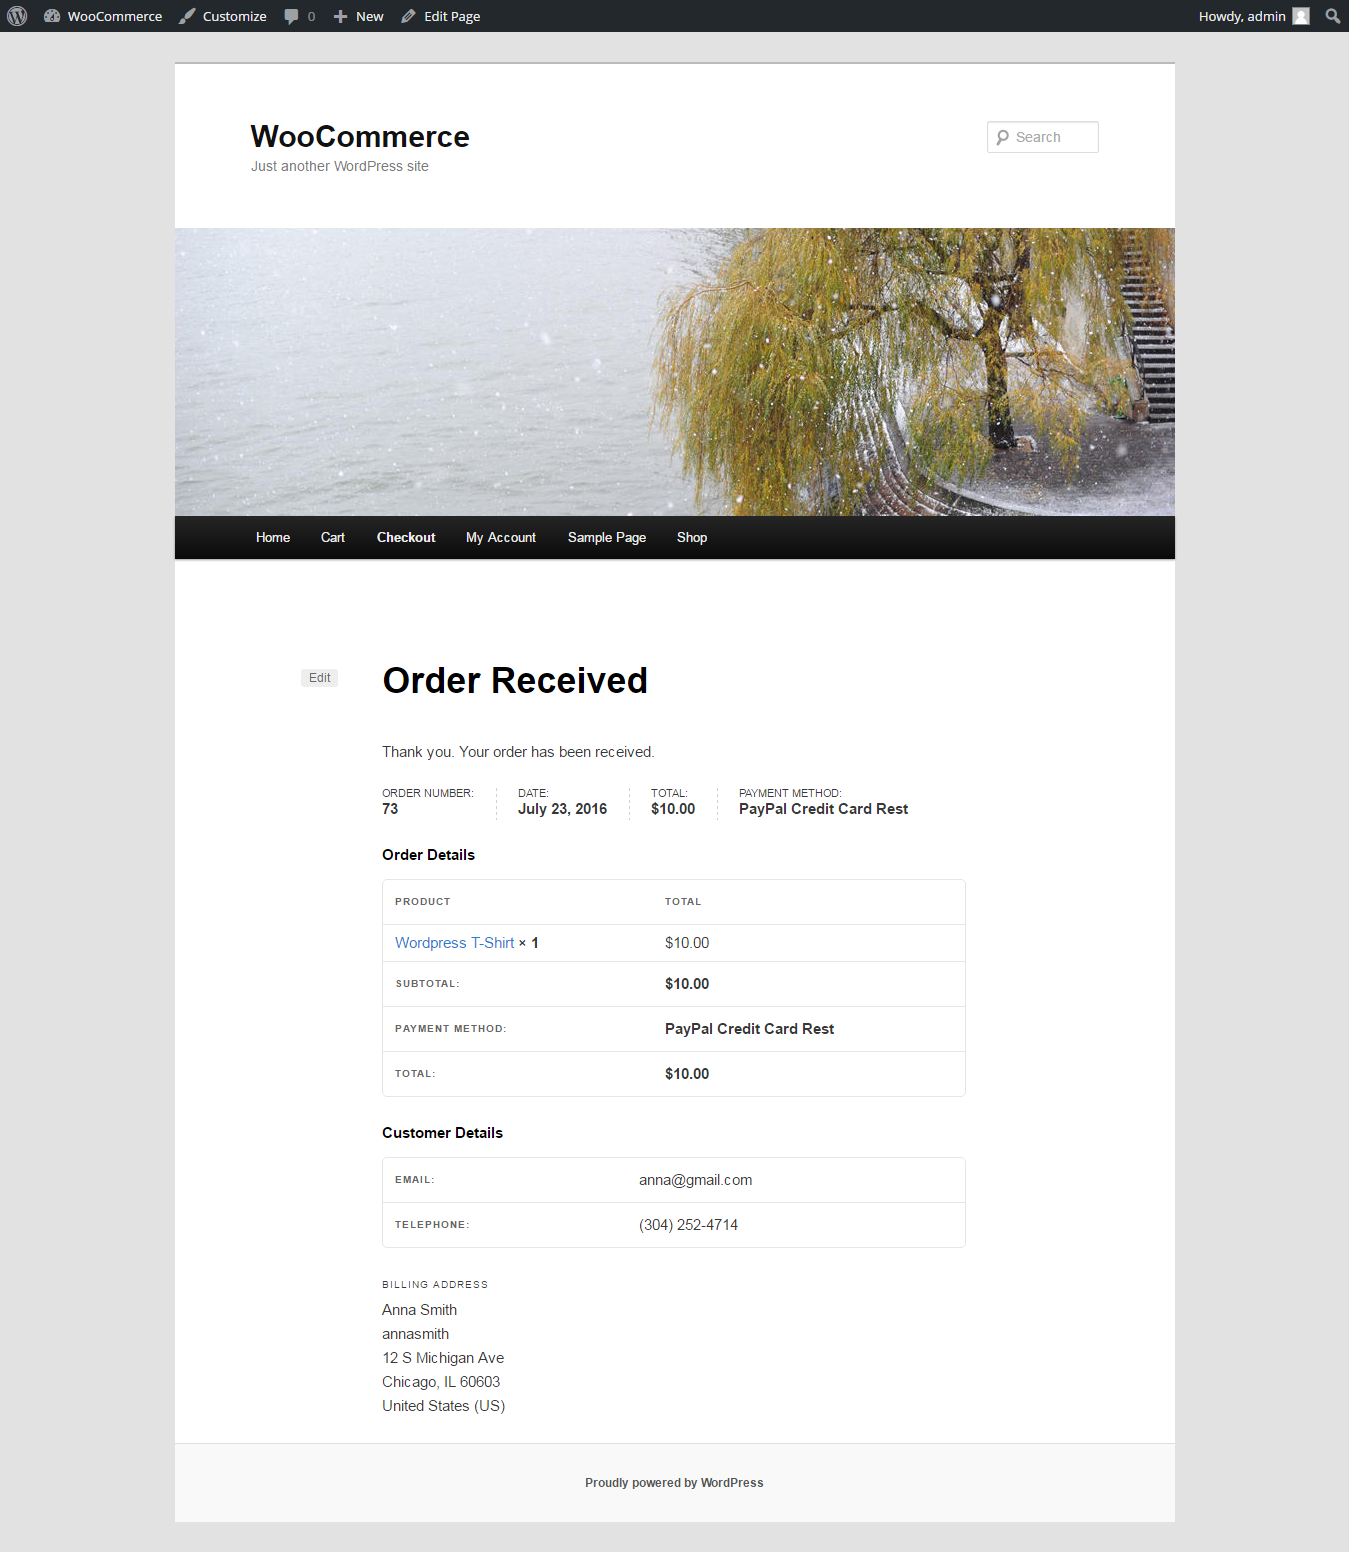 WooCommerce Customize 0 New Edit Page Howdy, admin
WooCommerce
Just another WordPress site
Search
Home Cart Checkout My Account Sample Page Shop
Edit
Order Received
Thank you. Your order has been received.
ORDER NUMBER: DATE: TOTAL: PAYMENT METHOD:
73 July 23, 2016 $10.00 PayPal Credit Card Rest
Order Details
PRODUCT TOTAL
Wordpress T-Shirt × 1 $10.00
SUBTOTAL: $10.00
PAYMENT METHOD: PayPal Credit Card Rest
TOTAL: $10.00
Customer Details
EMAIL: anna@gmail.com
TELEPHONE: (304) 252-4714
BILLING ADDRESS
Anna Smith
annasmith
12 S Michigan Ave
Chicago, IL 60603
United States (US)
Proudly powered by WordPress